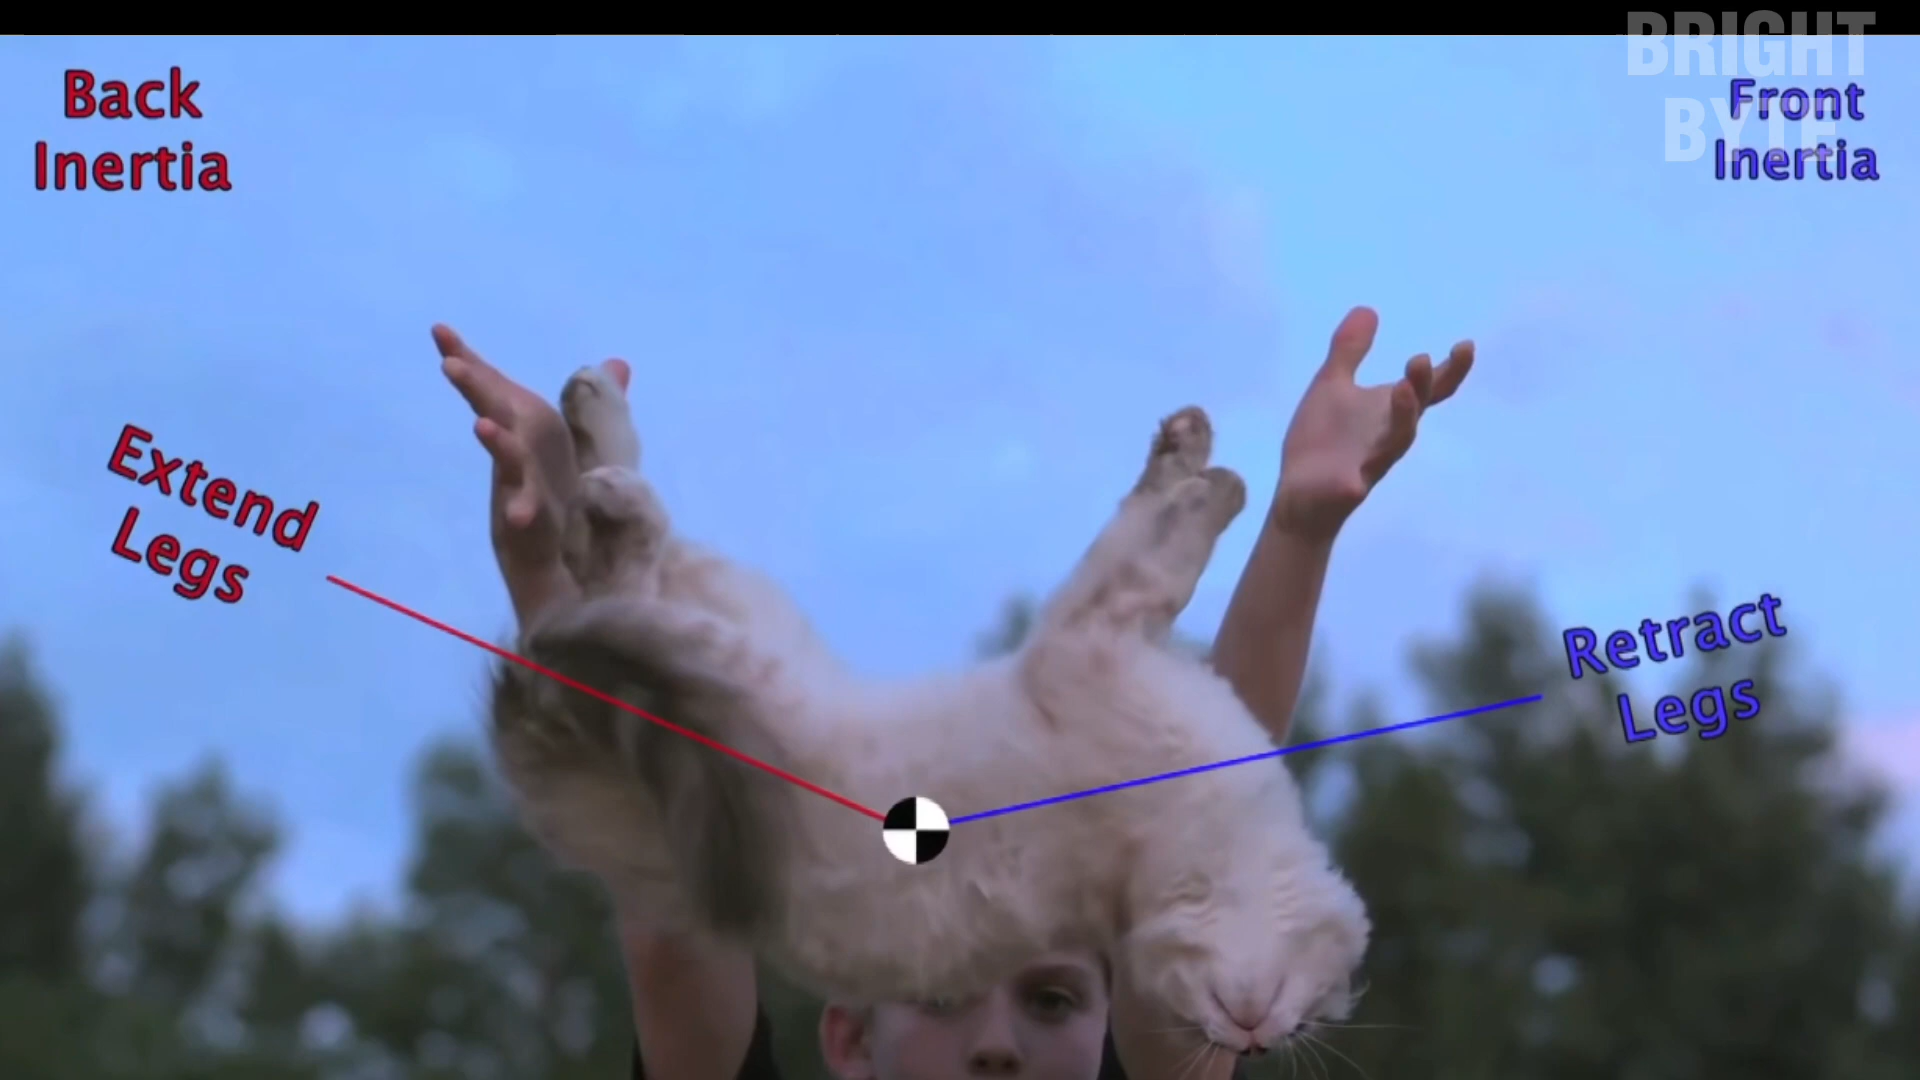 BRIGHT
BYTE
Back
Inertia
Front
Inertia
Extend
Legs
Retract
Legs